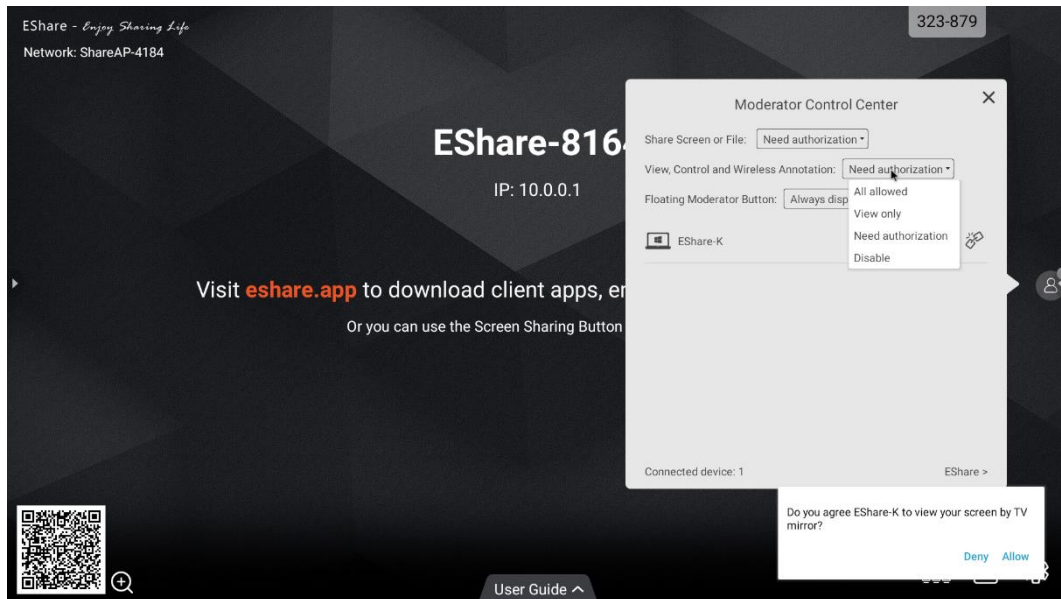 EShare - Enjoy Sharing Life
323-879
Network: ShareAP-4184
Moderator Control Center
Share Screen or File: Need authorization
EShare-816
View, Control and Wireless Annotation: Need authorization
IP: 10.0.0.1
All allowed
Floating Moderator Button: Always disp
View only
EShare-K
Need authorization
Disable
Visit eshare.app to download client apps,
Or you can use the Screen Sharing Button
Connected device: 1
EShare >
Do you agree EShare-K to view your screen by TV
mirror?
Deny Allow
User Guide